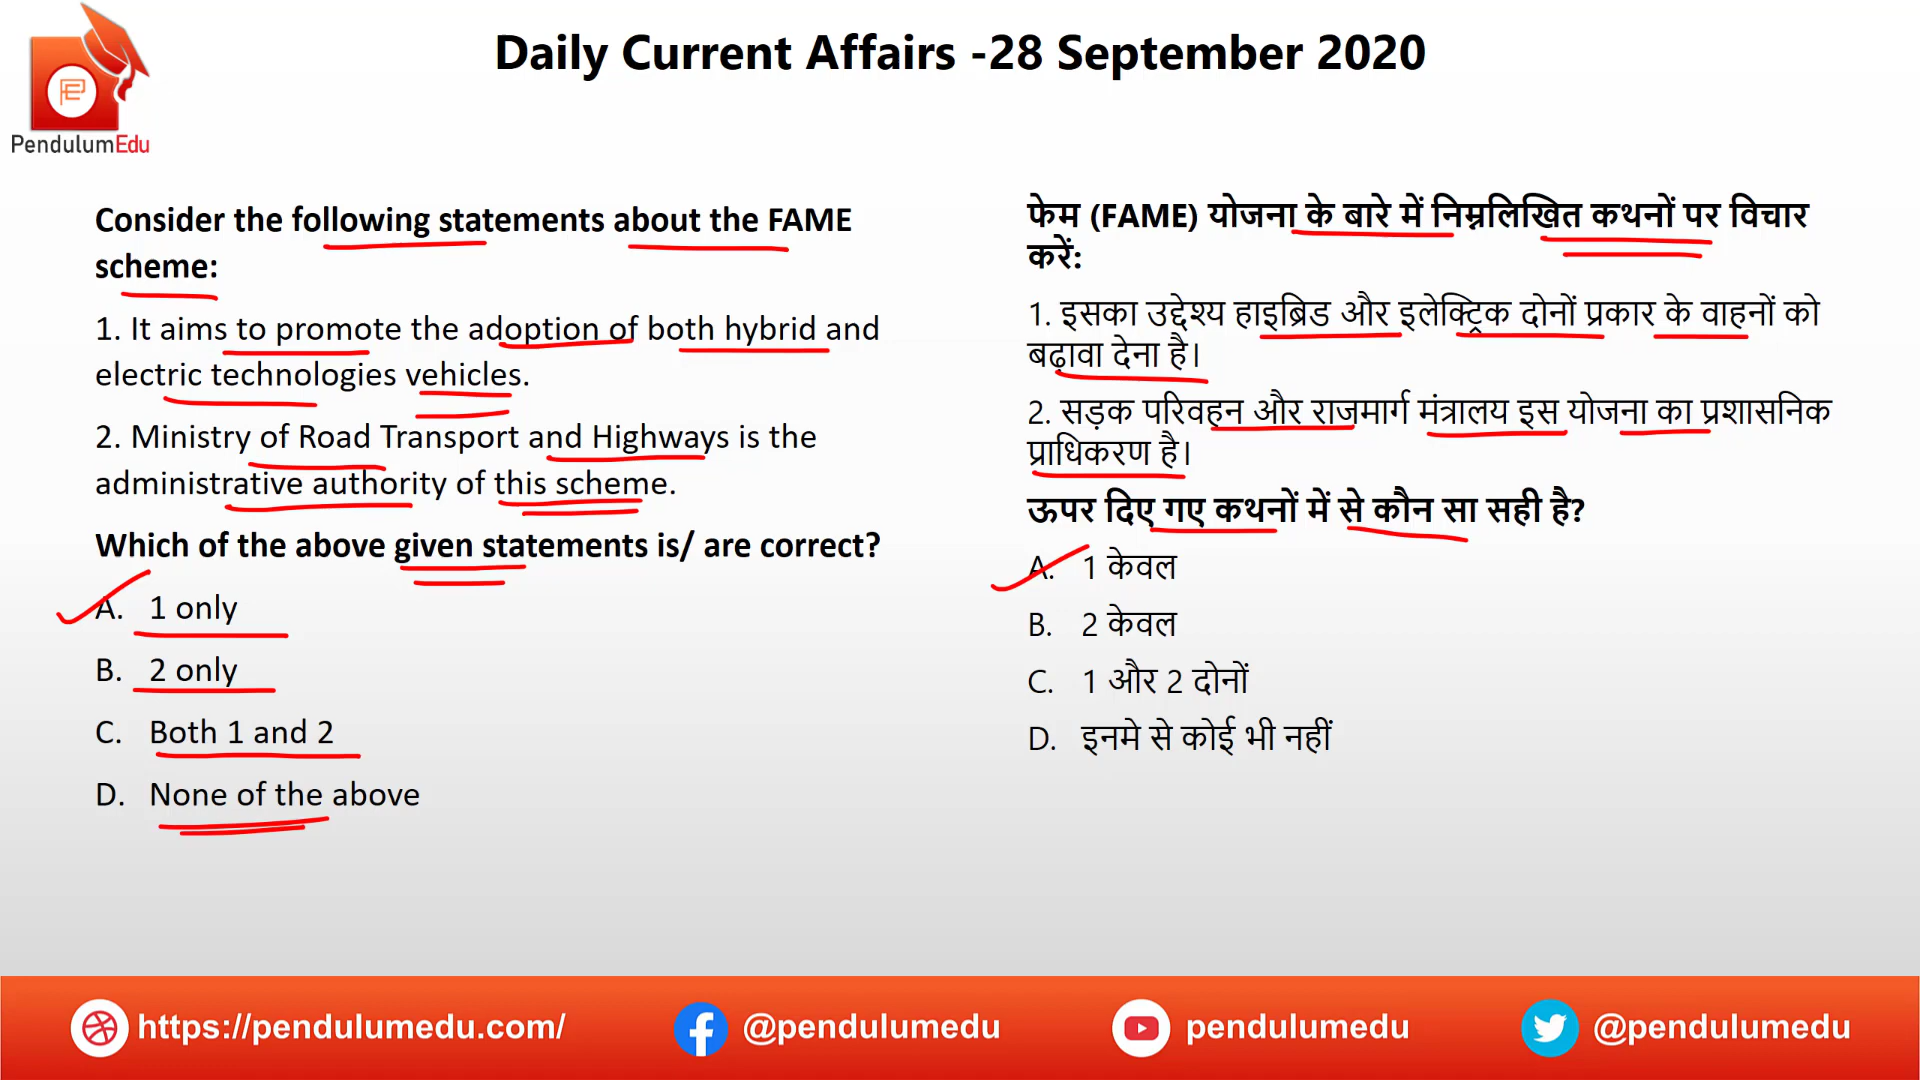 Daily Current Affairs -28 September 2020
PendulumEdu
Consider the following statements about the FAME
scheme:
1. It aims to promote the adoption of both hybrid and
electric technologies vehicles.
2. Ministry of Road Transport and Highways is the
administrative authority of this scheme.
Which of the above given statements is/ are correct?
A. 1 only
B. 2 only
C. Both 1 and 2
D. None of the above
फेम (FAME) योजना के बारे में निम्नलिखित कथनों पर विचार
करें:
1. इसका उद्देश्य हाइब्रिड और इलेक्ट्रिक दोनों प्रकार के वाहनों को
बढ़ावा देना है।
2. सड़क परिवहन और राजमार्ग मंत्रालय इस योजना का प्रशासनिक
प्राधिकरण है।
ऊपर दिए गए कथनों में से कौन सा सही है?
A. 1 केवल
B. 2 केवल
C. 1 और 2 दोनों
D. इनमे से कोई भी नहीं
https://pendulumedu.com/
@pendulumedu
pendulumedu
@pendulumedu